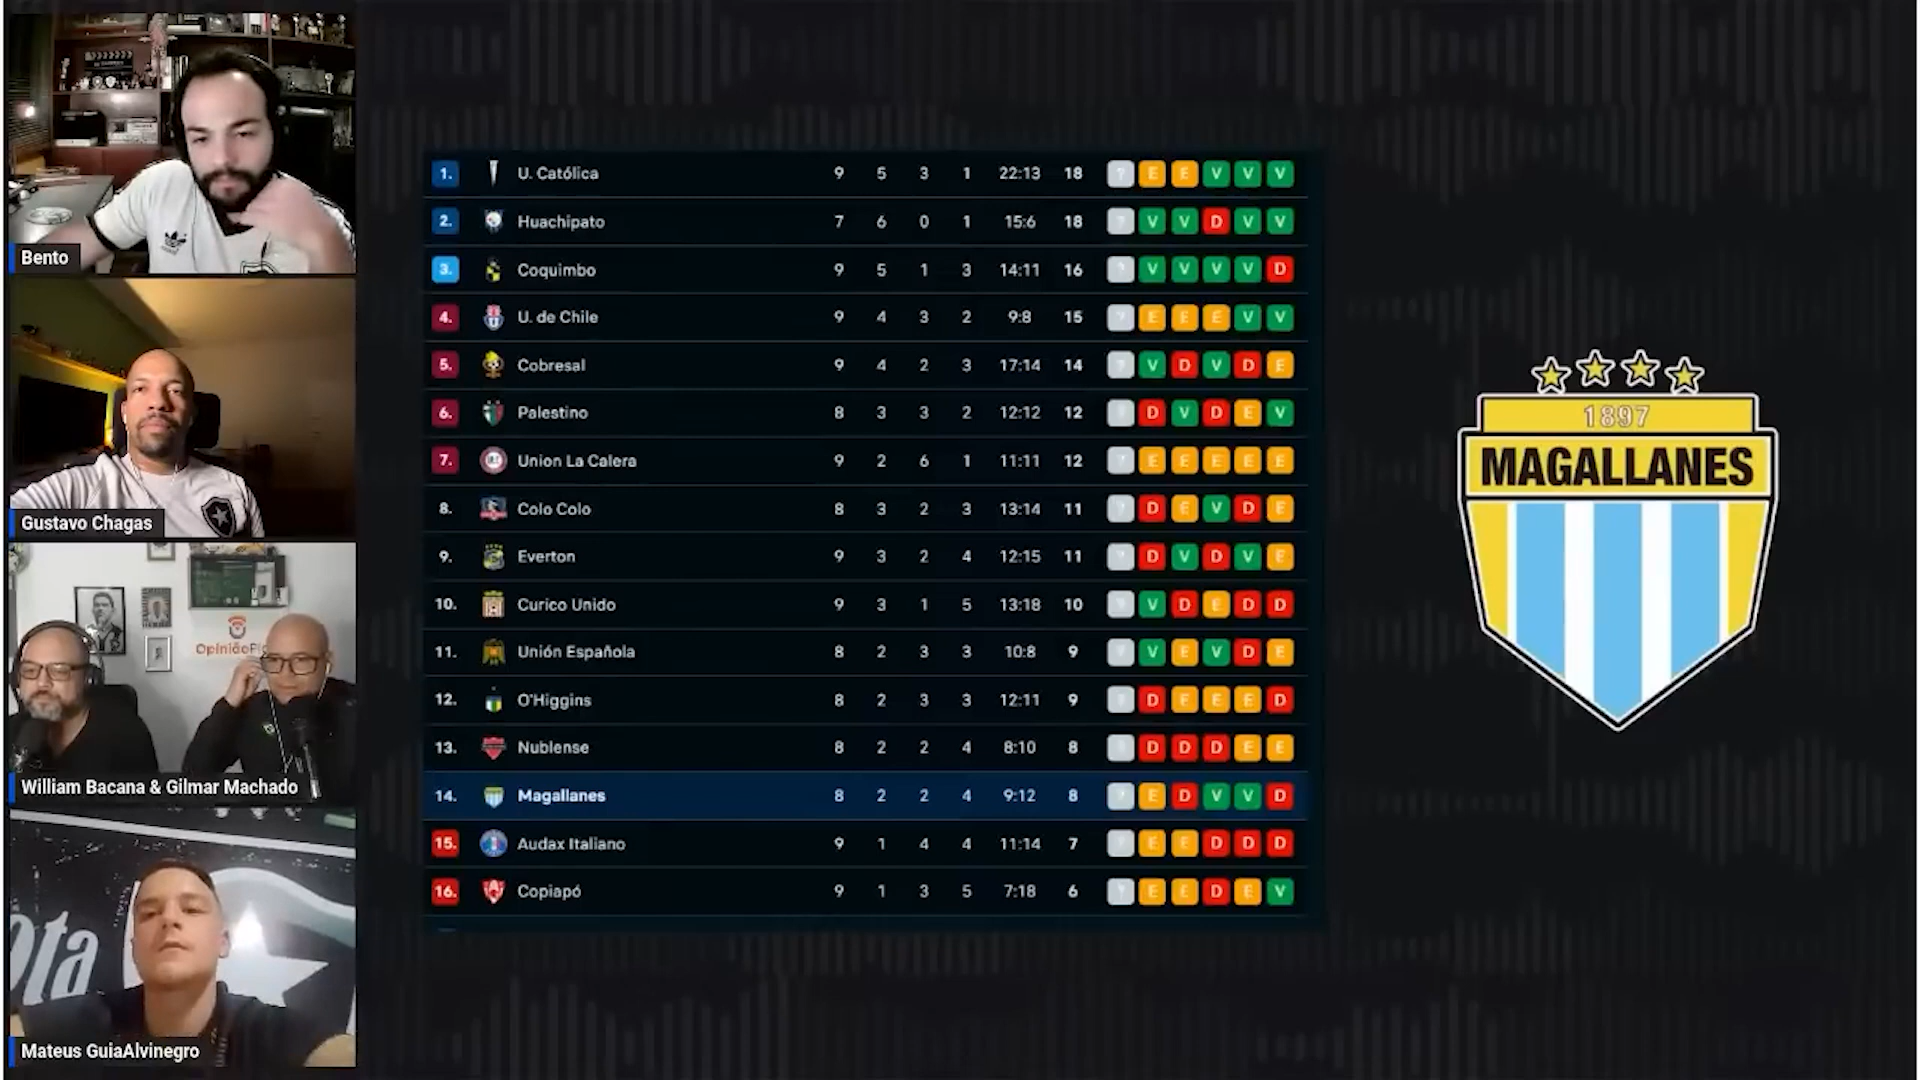 Bento
Gustavo Chagas
OpiniãoPl
William Bacana & Gilmar Machado
ota
Mateus GuiaAlvinegro
1. U. Católica 9 5 3 1 22:13 18 ? E E V V V
2. Huachipato 7 6 0 1 15:6 18 ? V V D V V
3. Coquimbo 9 5 1 3 14:11 16 ? V V V V D
4. U. de Chile 9 4 3 2 9:8 15 ? E E E V V
5. Cobresal 9 4 2 3 17:14 14 ? V D V D E
6. Palestino 8 3 3 2 12:12 12 ? D V D E V
7. Union La Calera 9 2 6 1 11:11 12 ? E E E E E
8. Colo Colo 8 3 2 3 13:14 11 ? D E V D E
9. Everton 9 3 2 4 12:15 11 ? D V D V E
10. Curico Unido 9 3 1 5 13:18 10 ? V D E D D
11. Unión Española 8 2 3 3 10:8 9 ? V E V D E
12. O'Higgins 8 2 3 3 12:11 9 ? D E E E D
13. Nublense 8 2 2 4 8:10 8 ? D D D E E
14. Magallanes 8 2 2 4 9:12 8 ? E D V V D
15. Audax Italiano 9 1 4 4 11:14 7 ? E E D D D
16. Copiapó 9 1 3 5 7:18 6 ? E E D E V
1897
MAGALLANES